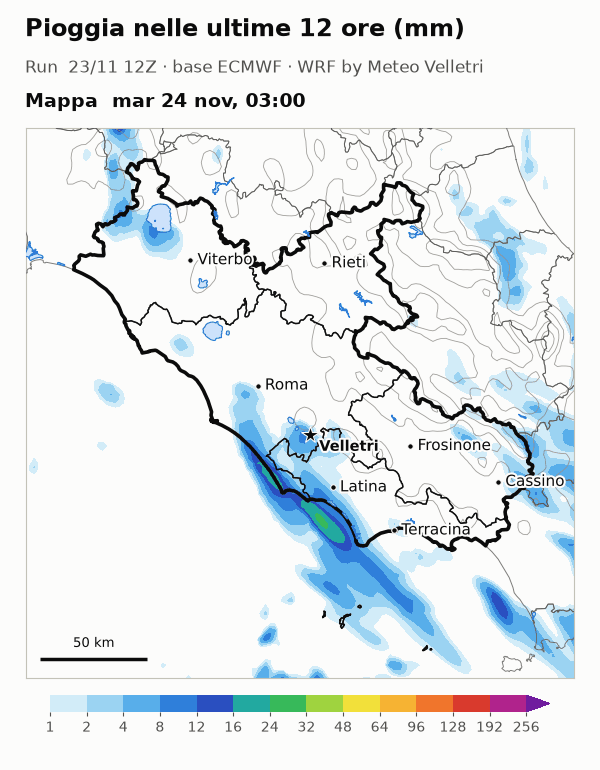 Pioggia nelle ultime 12 ore (mm)
Run  23/11 12Z · base ECMWF · WRF by Meteo Velletri
Mappa  mar 24 nov, 03:00
Viterbo
Rieti
Roma
Velletri
Frosinone
Latina
Cassino
Terracina
50 km
1 2 4 8 12 16 24 32 48 64 96 128 192 256